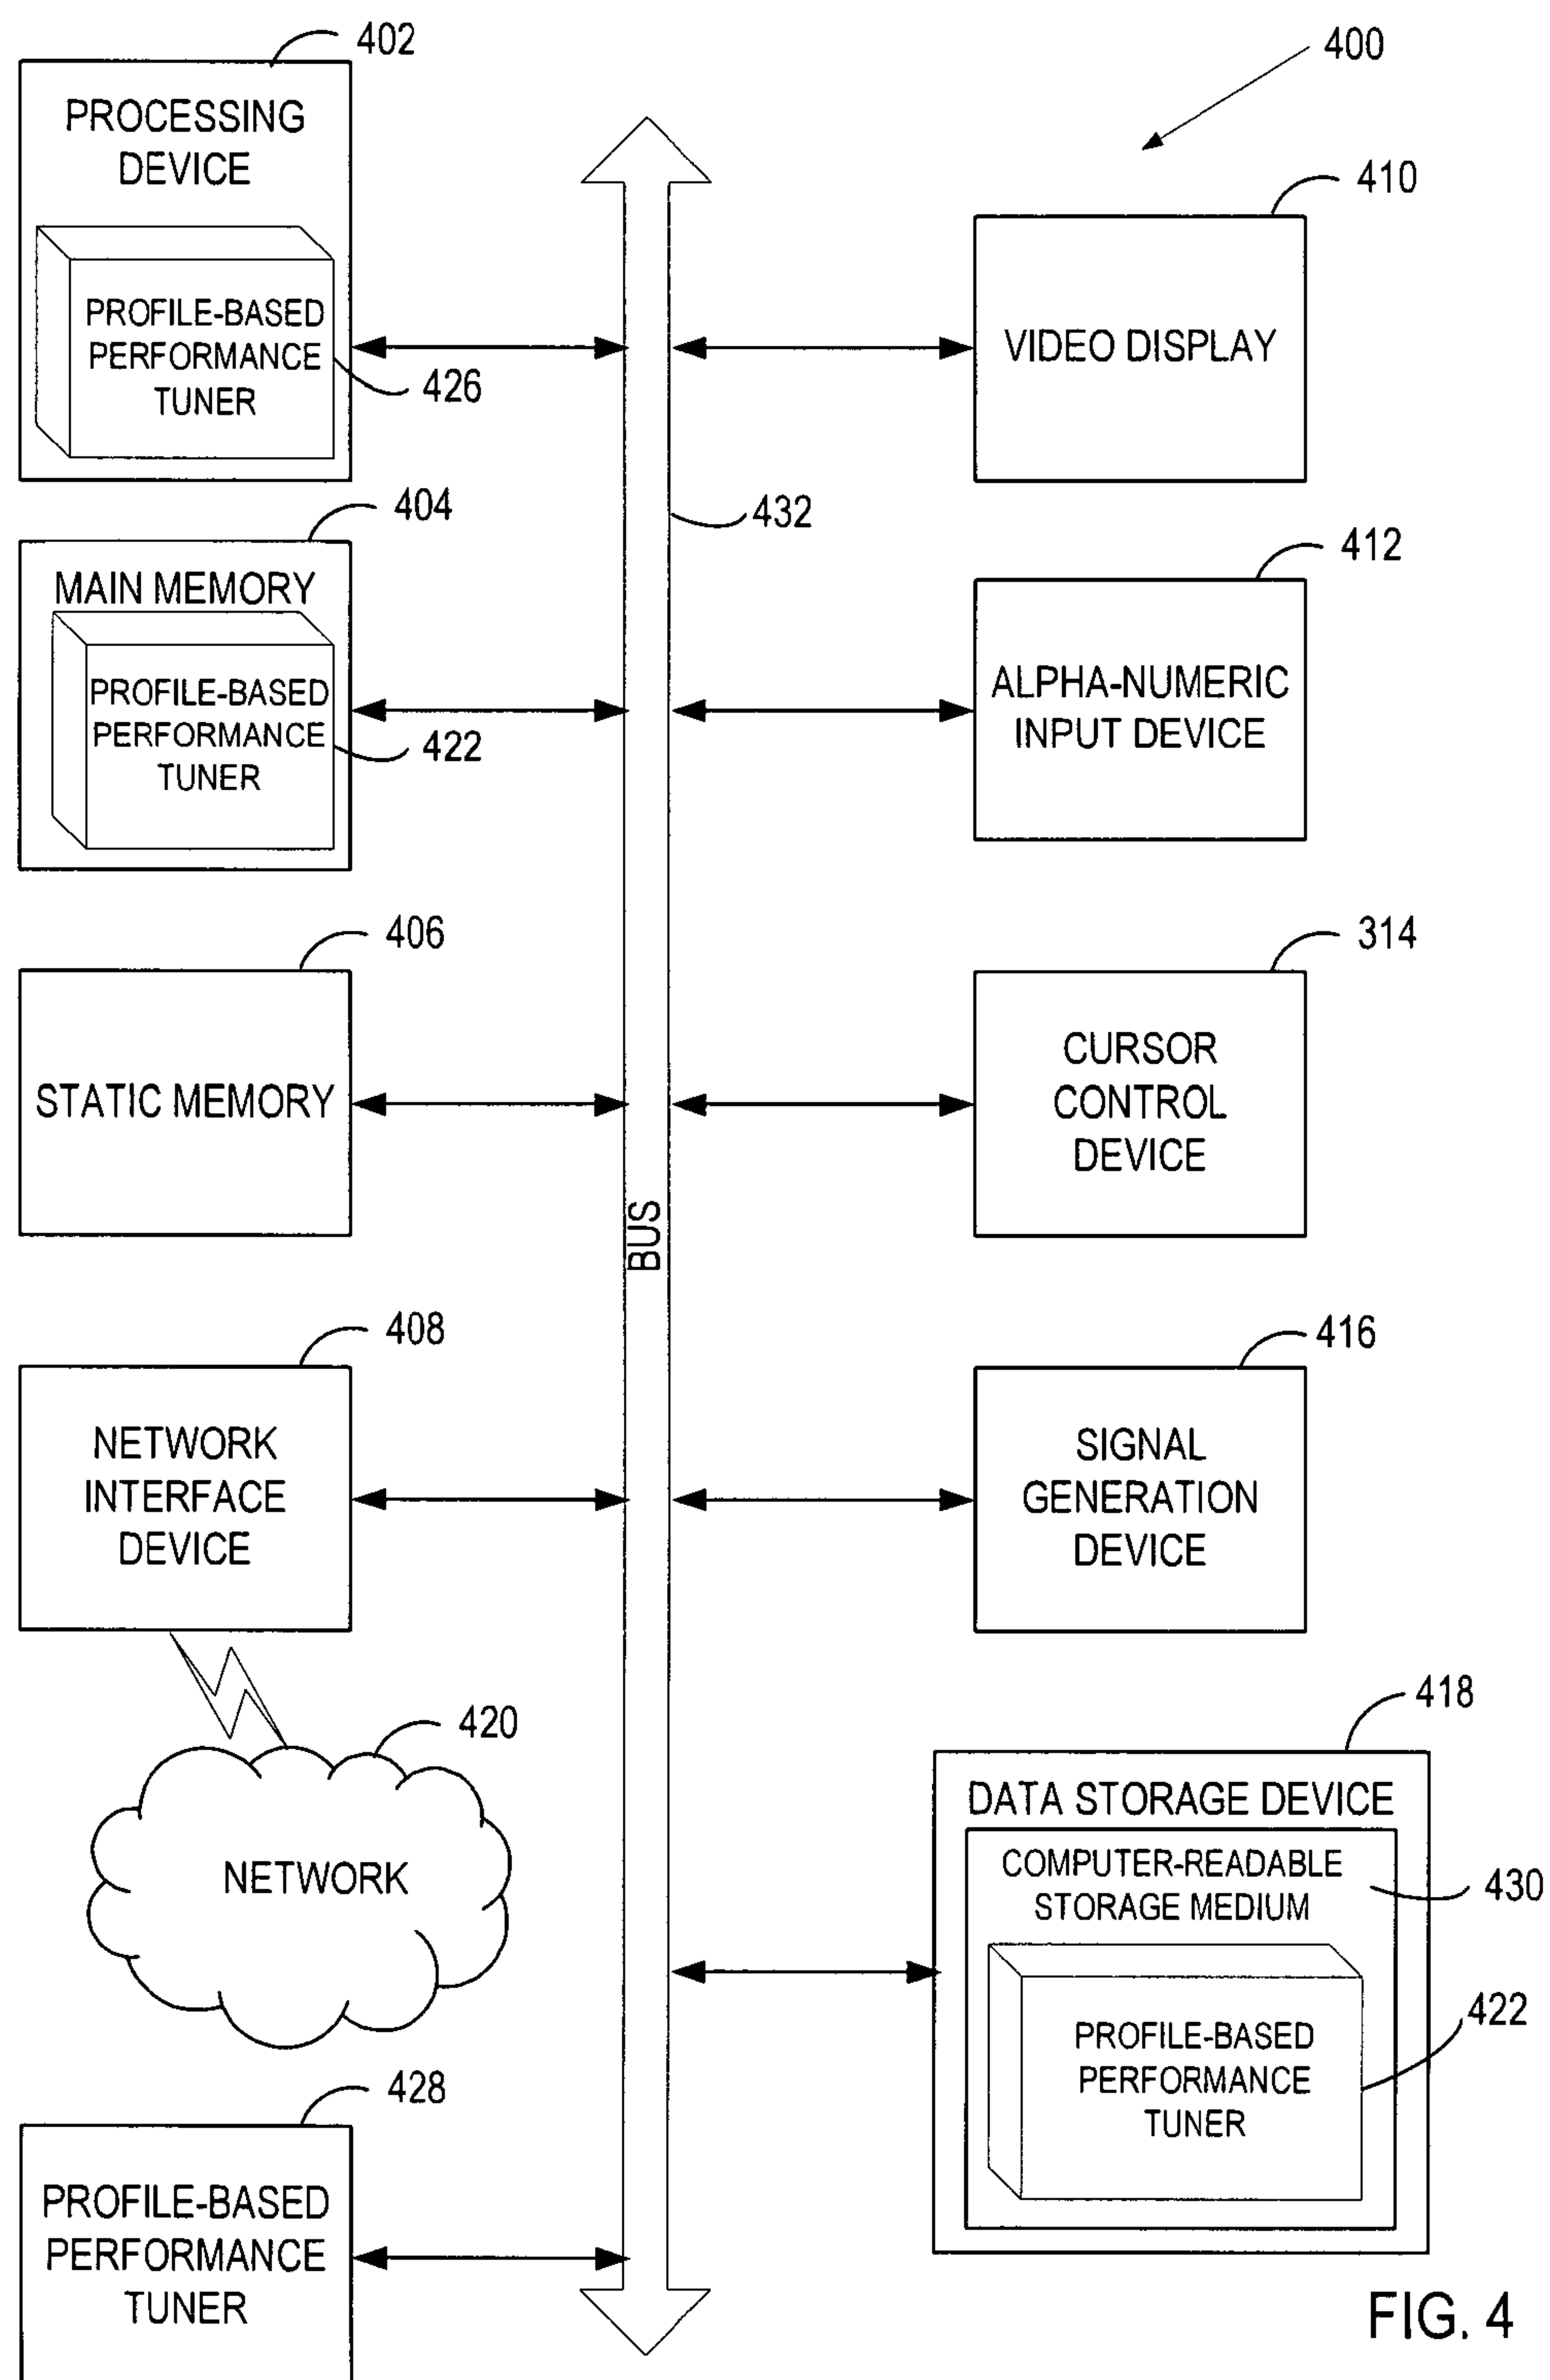 402
PROCESSING
DEVICE
PROFILE-BASED
PERFORMANCE
TUNER
426
404
MAIN MEMORY
PROFILE-BASED
PERFORMANCE
TUNER
422
406
STATIC MEMORY
408
NETWORK
INTERFACE
DEVICE
420
NETWORK
428
PROFILE-BASED
PERFORMANCE
TUNER
432
BUS
400
410
VIDEO DISPLAY
412
ALPHA-NUMERIC
INPUT DEVICE
314
CURSOR
CONTROL
DEVICE
416
SIGNAL
GENERATION
DEVICE
418
DATA STORAGE DEVICE
COMPUTER-READABLE
STORAGE MEDIUM
430
PROFILE-BASED
PERFORMANCE
TUNER
422
FIG. 4